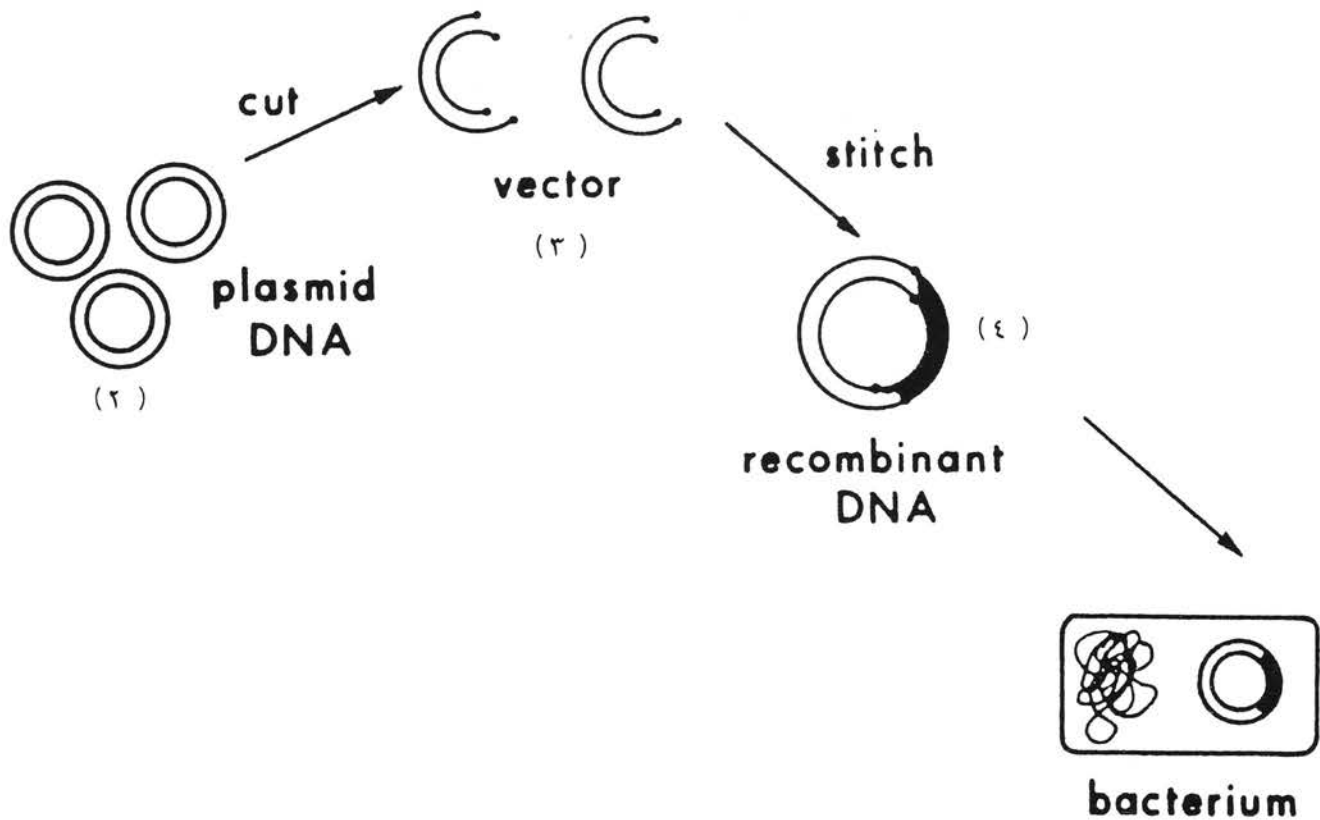 cut
vector
(٣)
stitch
plasmid
DNA
(٢)
(٤)
recombinant
DNA
bacterium